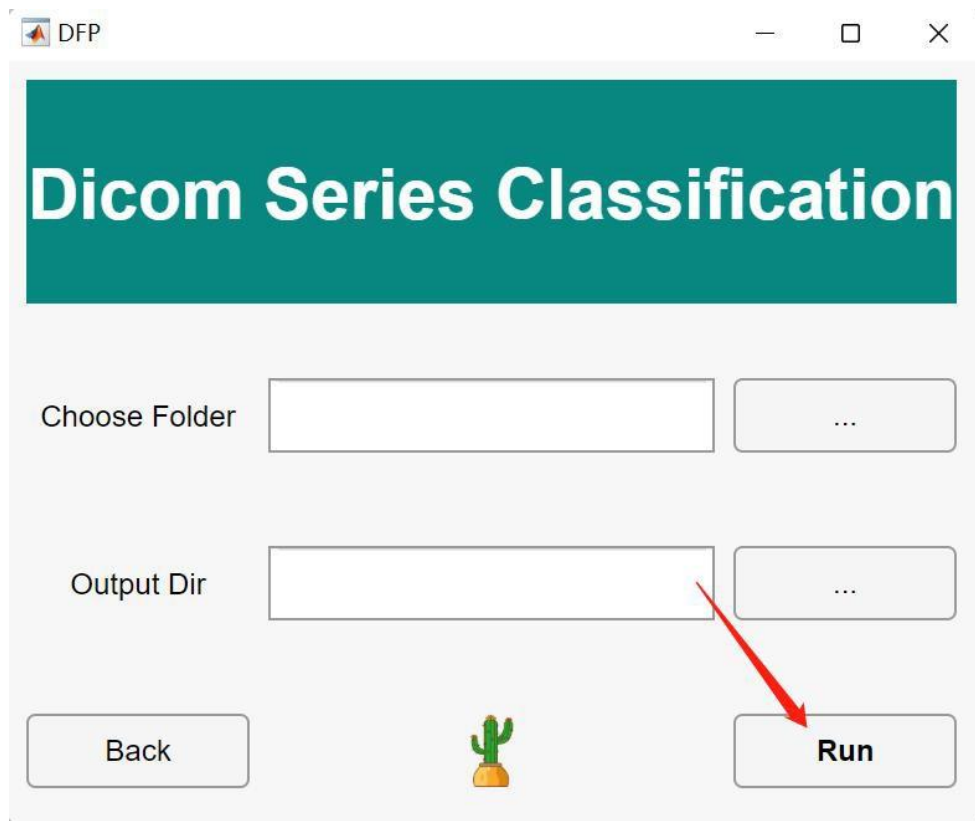 DFP
Dicom Series Classification
Choose Folder
...
Output Dir
...
Back
Run